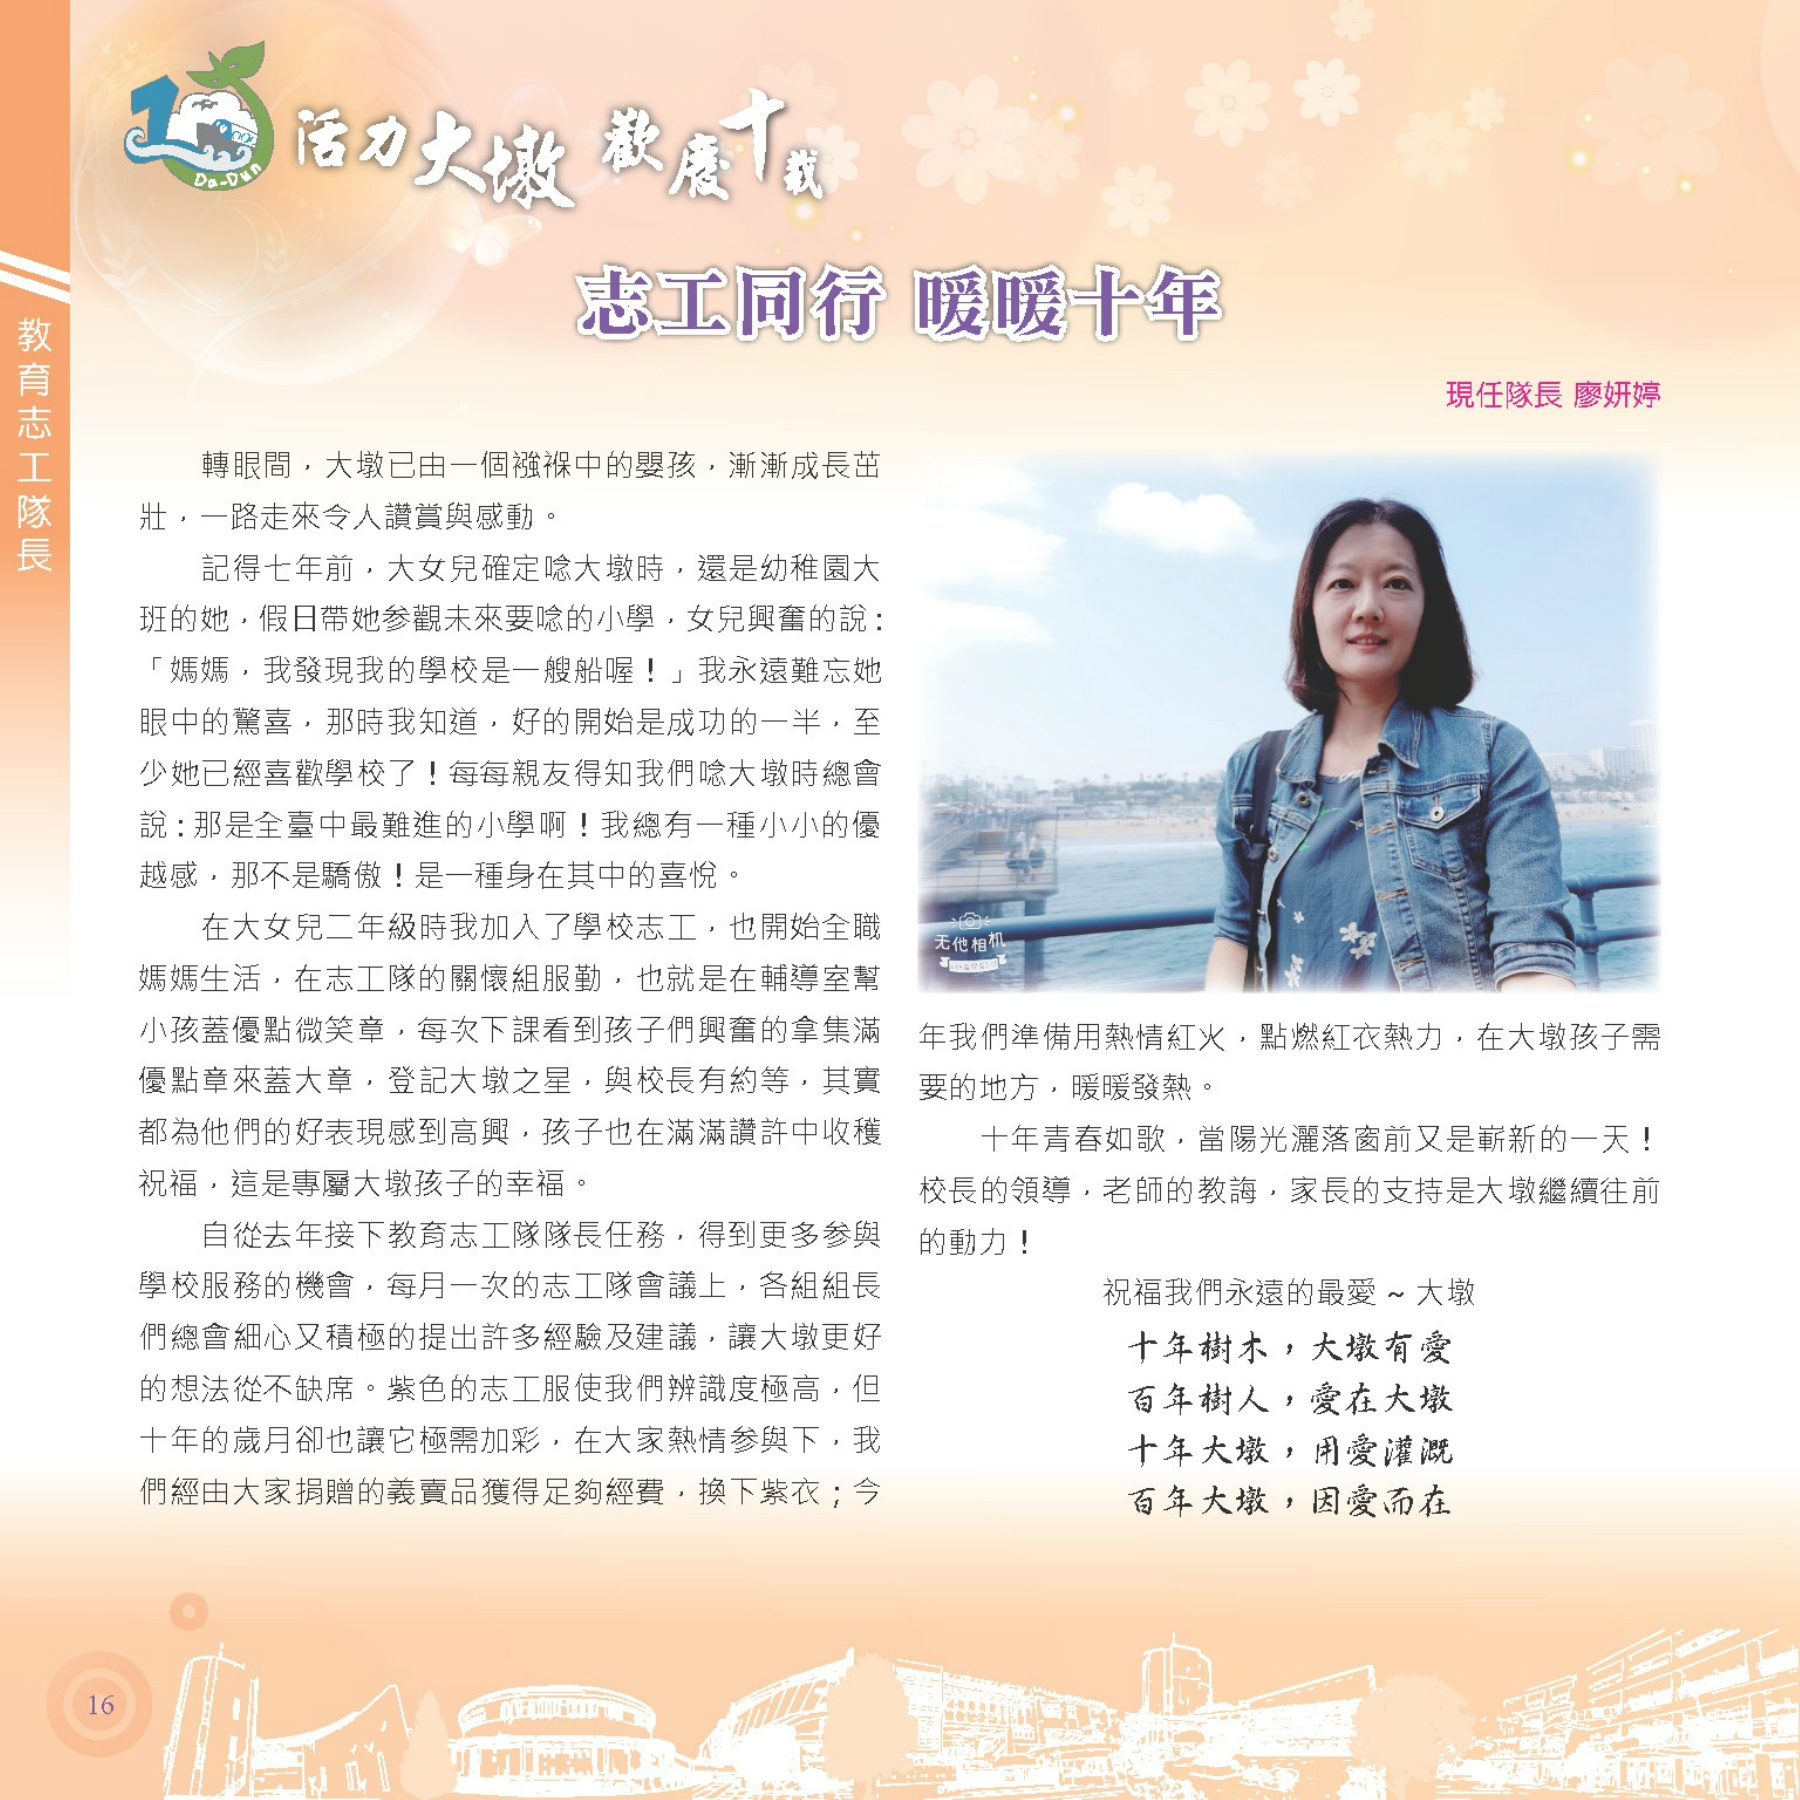 Da-Dun
活力大墩 歡慶十載
教育志工隊長
志工同行 暖暖十年
現任隊長 廖妍婷
轉眼間，大墩已由一個襁褓中的嬰孩，漸漸成長茁
壯，一路走來令人讚賞與感動。
記得七年前，大女兒確定唸大墩時，還是幼稚園大
班的她，假日帶她參觀未來要唸的小學，女兒興奮的說：
「媽媽，我發現我的學校是一艘船喔！」我永遠難忘她
眼中的驚喜，那時我知道，好的開始是成功的一半，至
少她已經喜歡學校了！每每親友得知我們唸大墩時總會
說：那是全臺中最難進的小學啊！我總有一種小小的優
越感，那不是驕傲！是一種身在其中的喜悅。
在大女兒二年級時我加入了學校志工，也開始全職
媽媽生活，在志工隊的關懷組服勤，也就是在輔導室幫
小孩蓋優點微笑章，每次下課看到孩子們興奮的拿集滿
優點章來蓋大章，登記大墩之星，與校長有約等，其實
都為他們的好表現感到高興，孩子也在滿滿讚許中收穫
祝福，這是專屬大墩孩子的幸福。
自從去年接下教育志工隊隊長任務，得到更多參與
學校服務的機會，每月一次的志工隊會議上，各組組長
們總會細心又積極的提出許多經驗及建議，讓大墩更好
的想法從不缺席。紫色的志工服使我們辨識度極高，但
十年的歲月卻也讓它極需加彩，在大家熱情參與下，我
們經由大家捐贈的義賣品獲得足夠經費，換下紫衣；今
无他相机
年我們準備用熱情紅火，點燃紅衣熱力，在大墩孩子需
要的地方，暖暖發熱。
十年青春如歌，當陽光灑落窗前又是嶄新的一天！
校長的領導，老師的教誨，家長的支持是大墩繼續往前
的動力！
祝福我們永遠的最愛 ~ 大墩
十年樹木，大墩有愛
百年樹人，愛在大墩
十年大墩，用愛灌溉
百年大墩，因愛而在
16